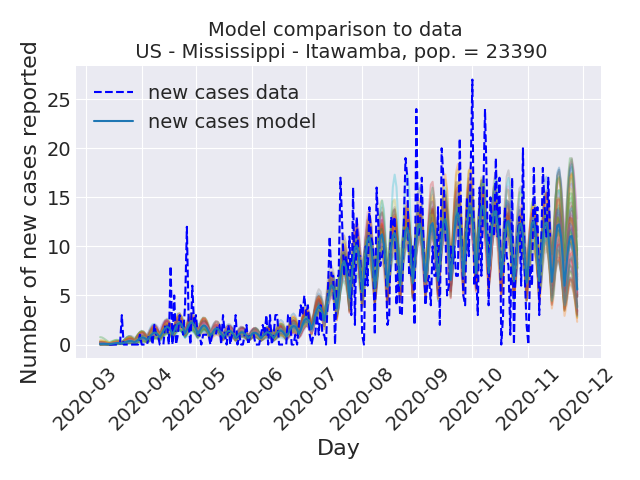 Model comparison to data
US - Mississippi - Itawamba, pop. = 23390
Number of new cases reported
25
20
15
10
5
0
new cases data
new cases model
2020-03
2020-04
2020-05
2020-06
2020-07
2020-08
2020-09
2020-10
2020-11
2020-12
Day